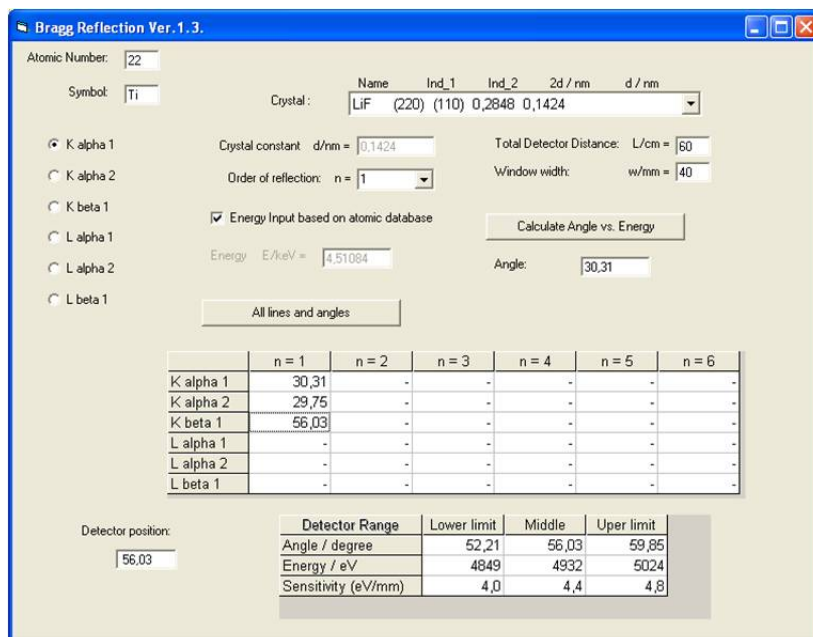 Bragg Reflection Ver.1.3.
Atomic Number: 22
Symbol: Ti
Name Ind_1 Ind_2 2d / nm d / nm
Crystal : LiF (220) (110) 0,2848 0,1424
K alpha 1
K alpha 2
K beta 1
L alpha 1
L alpha 2
L beta 1
Crystal constant d/nm = 0,1424
Order of reflection: n = 1
Energy Input based on atomic database
Energy E/keV = 4,51084
Total Detector Distance: L/cm = 60
Window width: w/mm = 40
Calculate Angle vs. Energy
Angle: 30,31
All lines and angles
n = 1 n = 2 n = 3 n = 4 n = 5 n = 6
K alpha 1 30,31 - - - - -
K alpha 2 29,75 - - - - -
K beta 1 56,03 - - - - -
L alpha 1 - - - - - -
L alpha 2 - - - - - -
L beta 1 - - - - - -
Detector position:
56,03
Detector Range Lower limit Middle Uper limit
Angle / degree 52,21 56,03 59,85
Energy / eV 4849 4932 5024
Sensitivity (eV/mm) 4,0 4,4 4,8